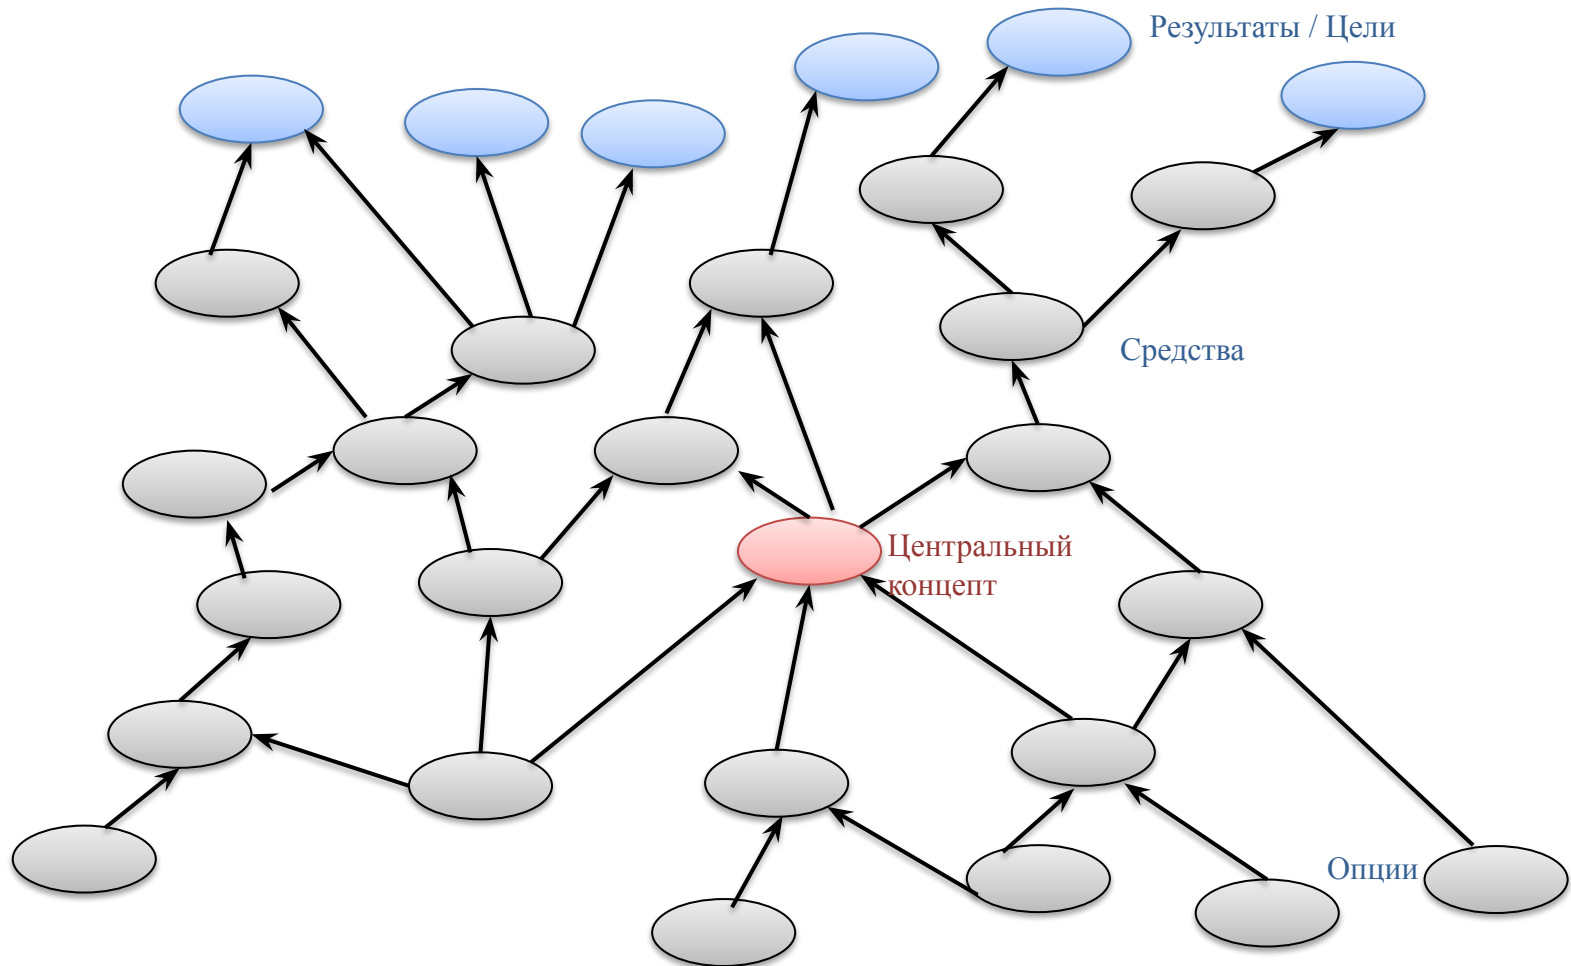 Результаты / Цели
Средства
Центральный
концепт
Опции